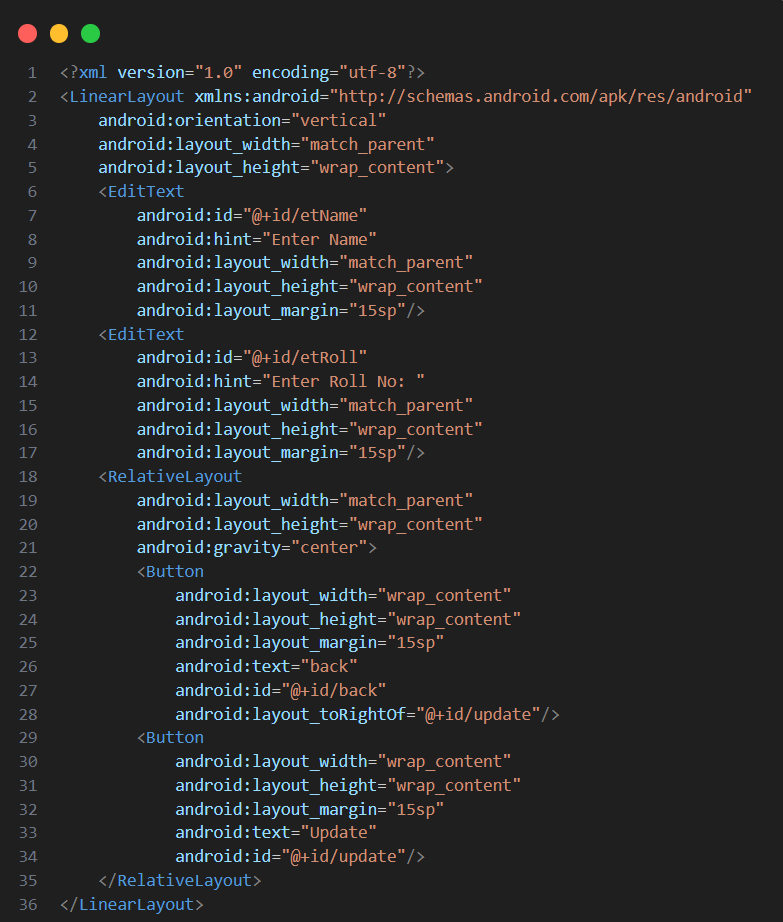 1 <?xml version="1.0" encoding="utf-8"?>
2 <LinearLayout xmlns:android="http://schemas.android.com/apk/res/android"
3     android:orientation="vertical"
4     android:layout_width="match_parent"
5     android:layout_height="wrap_content">
6     <EditText
7         android:id="@+id/etName"
8         android:hint="Enter Name"
9         android:layout_width="match_parent"
10         android:layout_height="wrap_content"
11         android:layout_margin="15sp"/>
12     <EditText
13         android:id="@+id/etRoll"
14         android:hint="Enter Roll No: "
15         android:layout_width="match_parent"
16         android:layout_height="wrap_content"
17         android:layout_margin="15sp"/>
18     <RelativeLayout
19         android:layout_width="match_parent"
20         android:layout_height="wrap_content"
21         android:gravity="center">
22         <Button
23             android:layout_width="wrap_content"
24             android:layout_height="wrap_content"
25             android:layout_margin="15sp"
26             android:text="back"
27             android:id="@+id/back"
28             android:layout_toRightOf="@+id/update"/>
29         <Button
30             android:layout_width="wrap_content"
31             android:layout_height="wrap_content"
32             android:layout_margin="15sp"
33             android:text="Update"
34             android:id="@+id/update"/>
35     </RelativeLayout>
36 </LinearLayout>